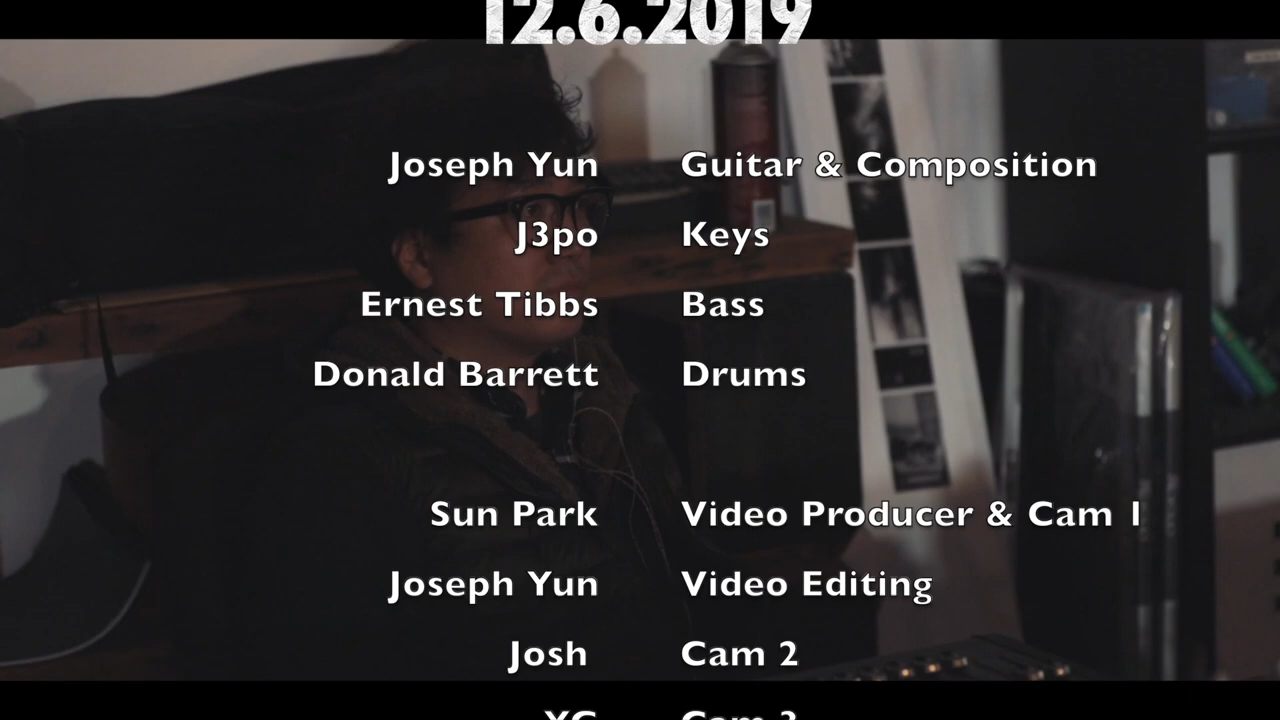 12.6.2019
Joseph Yun Guitar & Composition
J3po Keys
Ernest Tibbs Bass
Donald Barrett Drums
Sun Park Video Producer & Cam 1
Joseph Yun Video Editing
Josh Cam 2